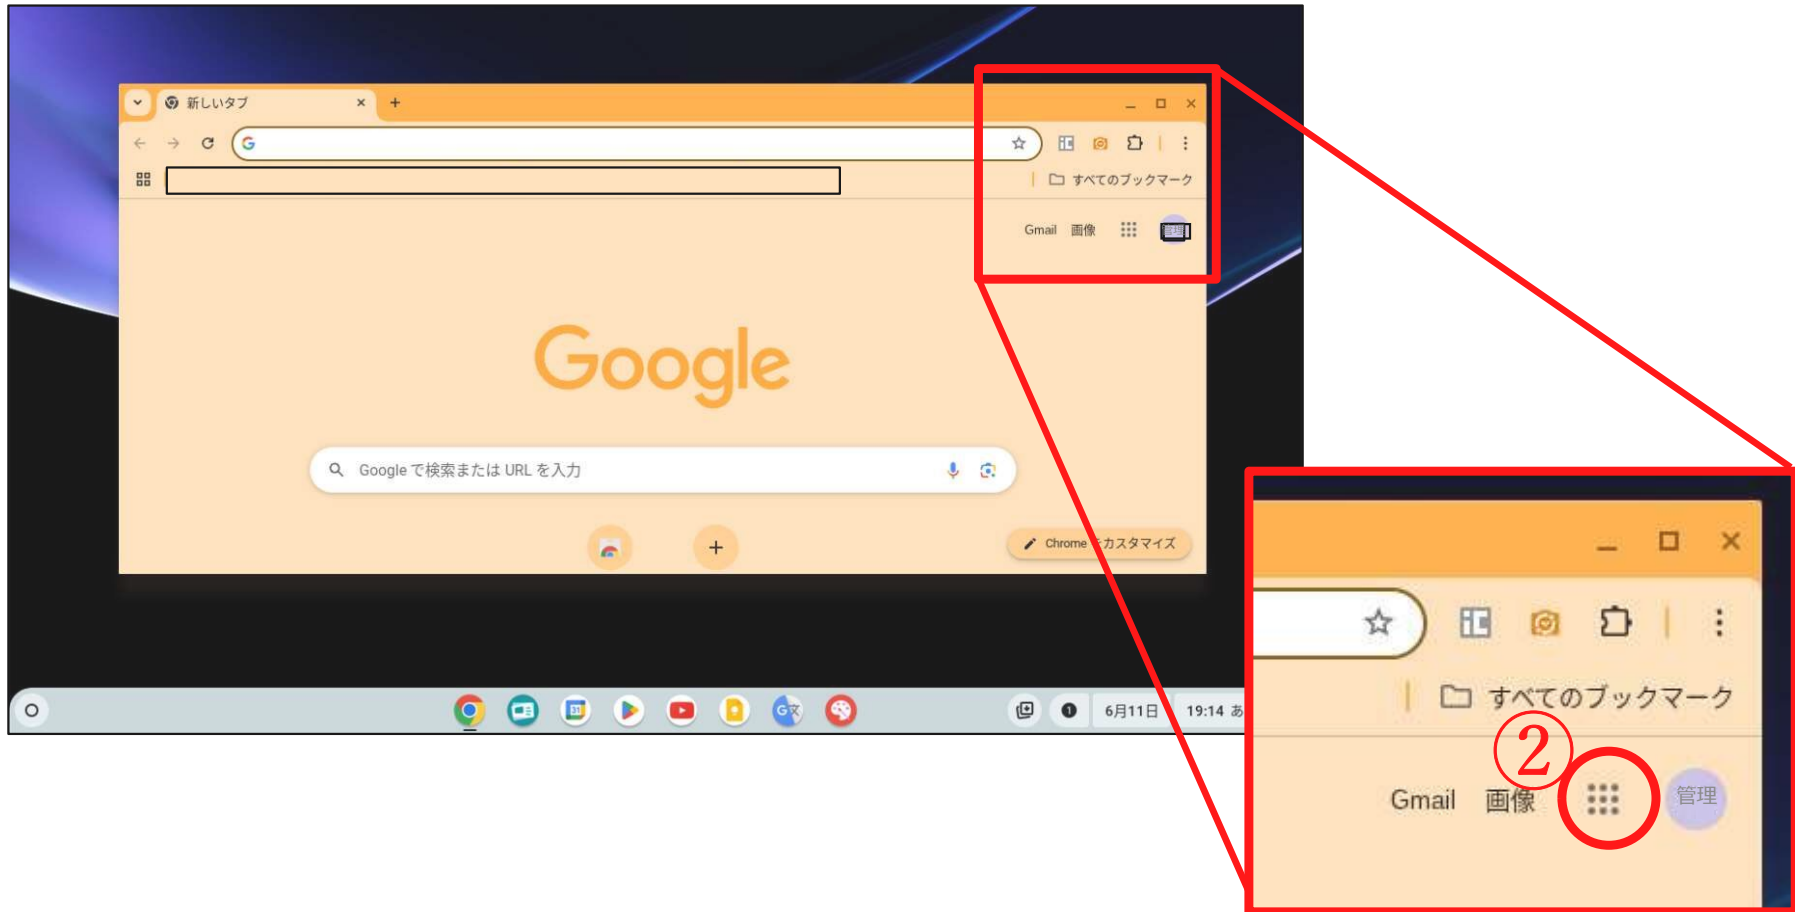 新しいタブ
すべてのブックマーク
Gmail 画像
Google
Google で検索または URL を入力
Chrome をカスタマイズ
31
1
6月11日
19:14 あ
すべてのブックマーク
②
Gmail 画像
管理